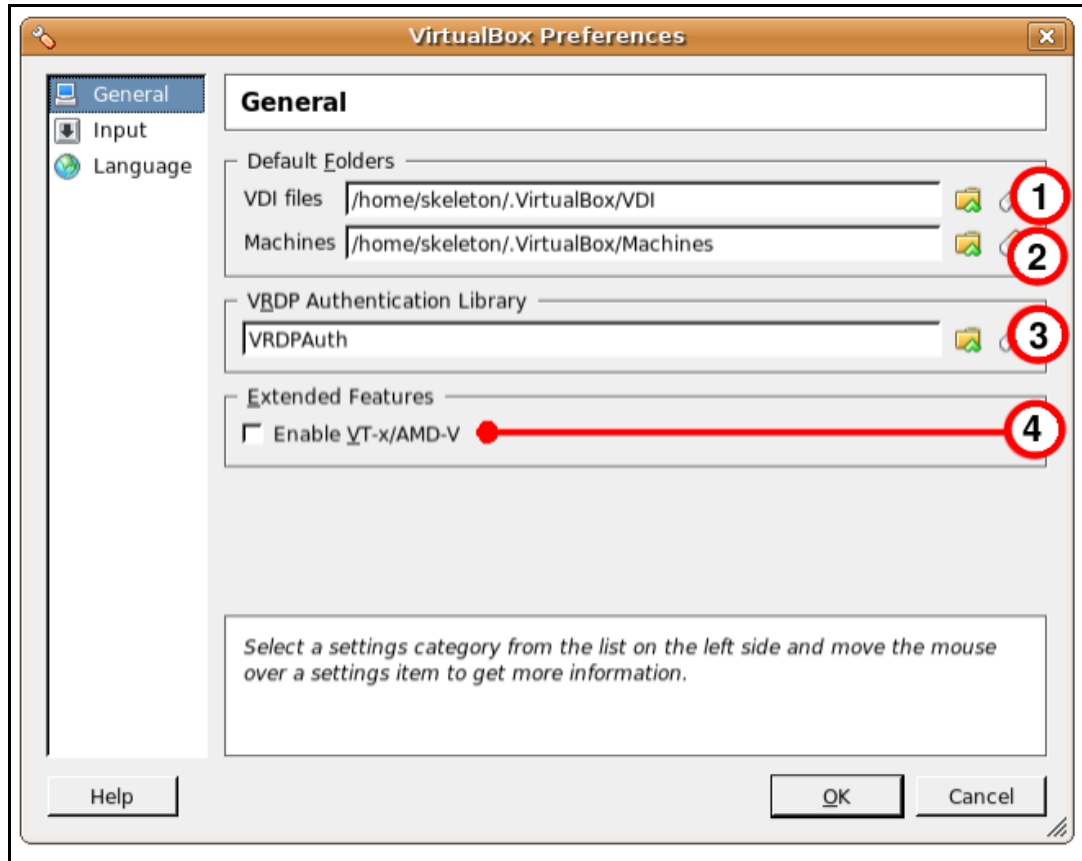 VirtualBox Preferences
General
Input
Language
General
Default Folders
VDI files /home/skeleton/.VirtualBox/VDI
1
Machines /home/skeleton/.VirtualBox/Machines
2
VRDP Authentication Library
VRDPAuth
3
Extended Features
Enable VT-x/AMD-V
4
Select a settings category from the list on the left side and move the mouse
over a settings item to get more information.
Help
OK
Cancel